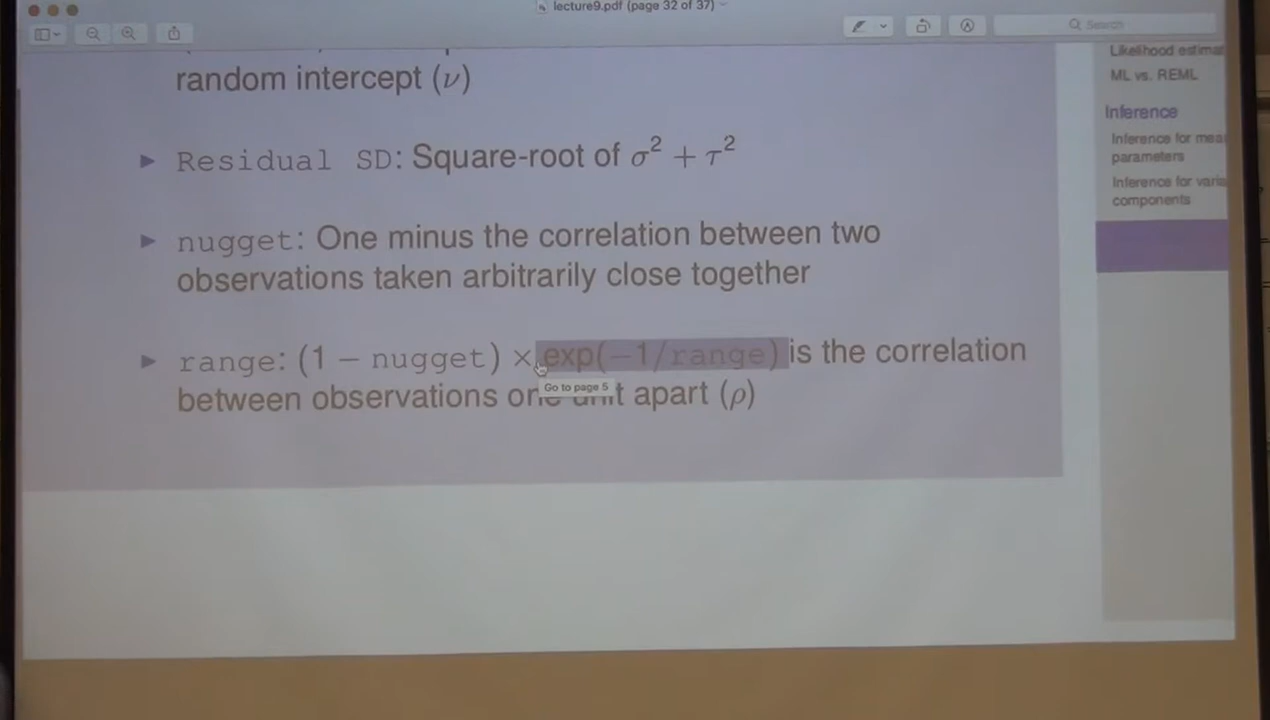 lecture9.pdf (page 32 of 37)
Search
random intercept (ν)
▶ Residual SD: Square-root of σ² + τ²
▶ nugget: One minus the correlation between two
observations taken arbitrarily close together
▶ range: (1 − nugget) × exp(−1/range) is the correlation
between observations one unit apart (ρ)
Go to page 5
Likelihood estimat
ML vs. REML
Inference
Inference for mea
parameters
Inference for varia
components